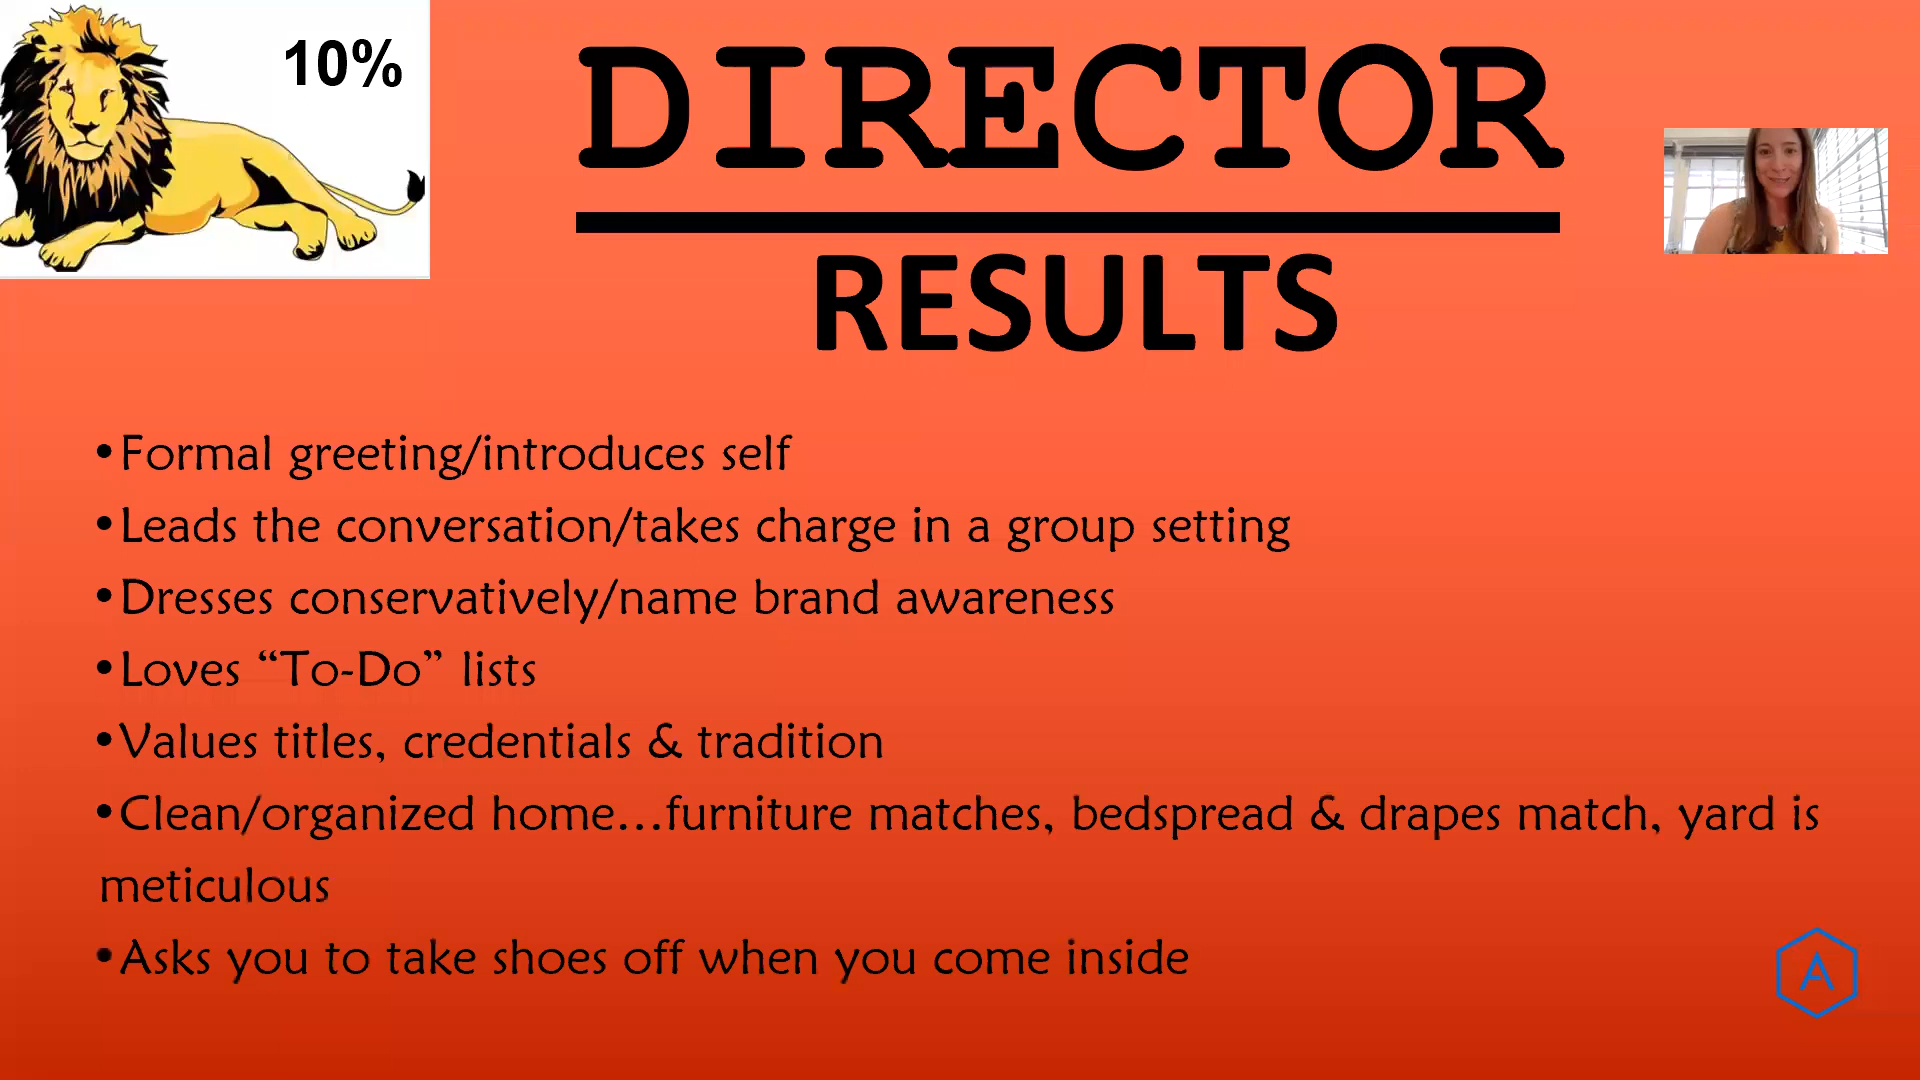 10%
DIRECTOR
RESULTS
•Formal greeting/introduces self
•Leads the conversation/takes charge in a group setting
•Dresses conservatively/name brand awareness
•Loves “To-Do” lists
•Values titles, credentials & tradition
•Clean/organized home...furniture matches, bedspread & drapes match, yard is
meticulous
•Asks you to take shoes off when you come inside
A